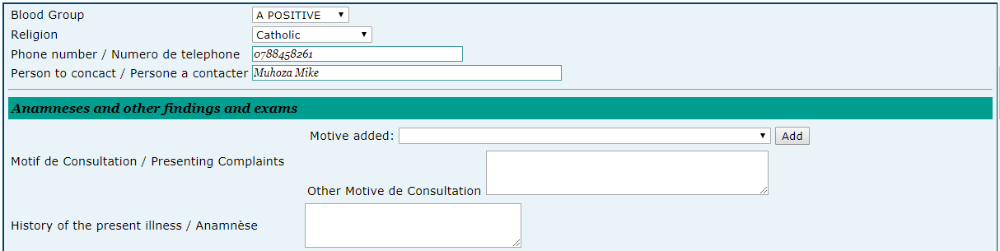 Blood Group A POSITIVE
Religion Catholic
Phone number / Numero de telephone 0788458261
Person to concact / Persone a contacter Muhoza Mike
Anamneses and other findings and exams
Motive added: Add
Motif de Consultation / Presenting Complaints
Other Motive de Consultation
History of the present illness / Anamnèse